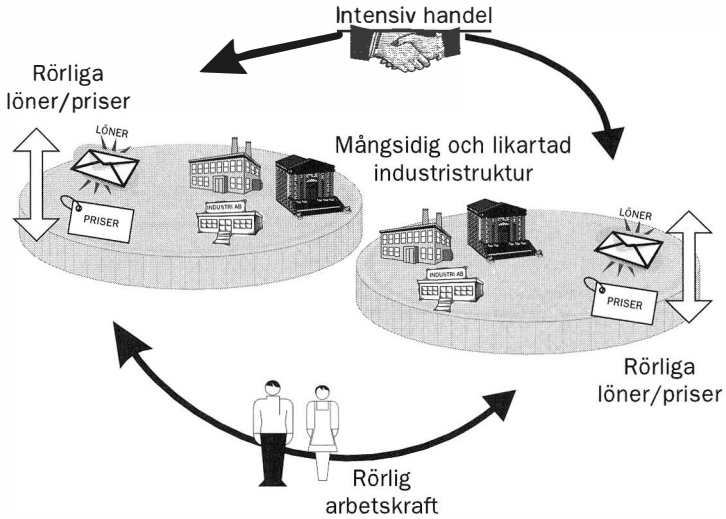 Intensiv handel
Rörliga
löner/priser
LÖNER
PRISER
INDUSTRI AB
Mångsidig och likartad
industristruktur
INDUSTRI AB
LÖNER
PRISER
Rörliga
löner/priser
Rörlig
arbetskraft